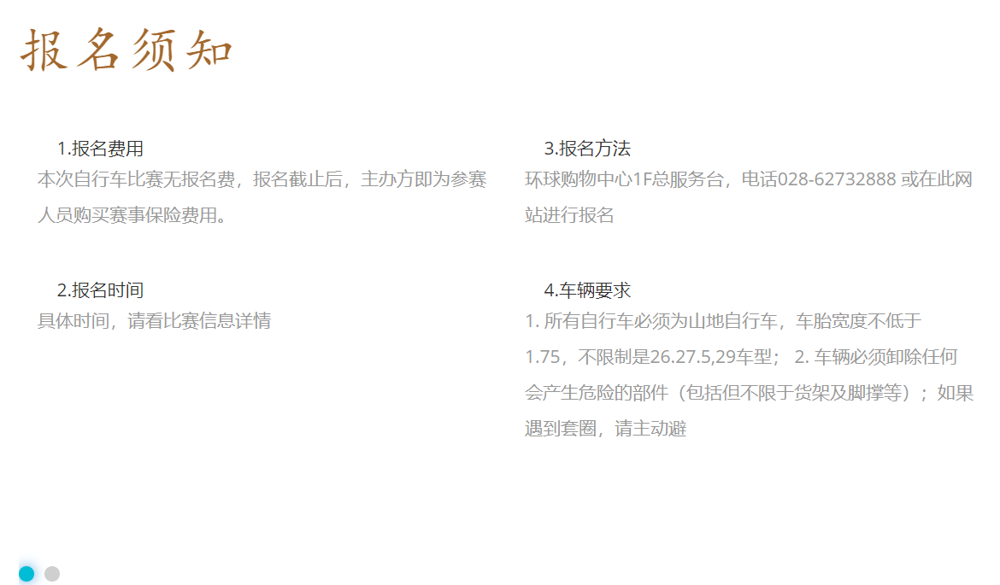 报名须知
1.报名费用
本次自行车比赛无报名费，报名截止后，主办方即为参赛
人员购买赛事保险费用。
2.报名时间
具体时间，请看比赛信息详情
3.报名方法
环球购物中心1F总服务台，电话028-62732888 或在此网
站进行报名
4.车辆要求
1. 所有自行车必须为山地自行车，车胎宽度不低于
1.75，不限制是26.27.5,29车型； 2. 车辆必须卸除任何
会产生危险的部件（包括但不限于货架及脚撑等）；如果
遇到套圈，请主动避